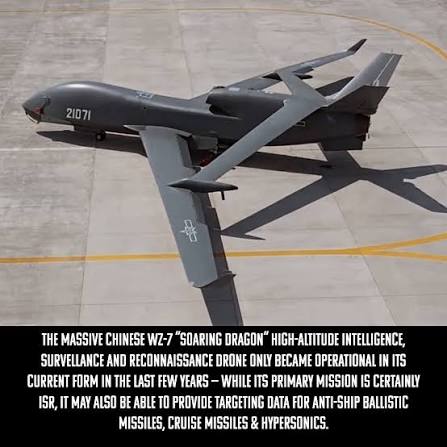 21071
THE MASSIVE CHINESE WZ-7 "SOARING DRAGON" HIGH-ALTITUDE INTELLIGENCE,
SURVELLANCE AND RECONNAISSANCE DRONE ONLY BECAME OPERATIONAL IN ITS
CURRENT FORM IN THE LAST FEW YEARS – WHILE ITS PRIMARY MISSION IS CERTAINLY
ISR, IT MAY ALSO BE ABLE TO PROVIDE TARGETING DATA FOR ANTI-SHIP BALLISTIC
MISSILES, CRUISE MISSILES & HYPERSONICS.